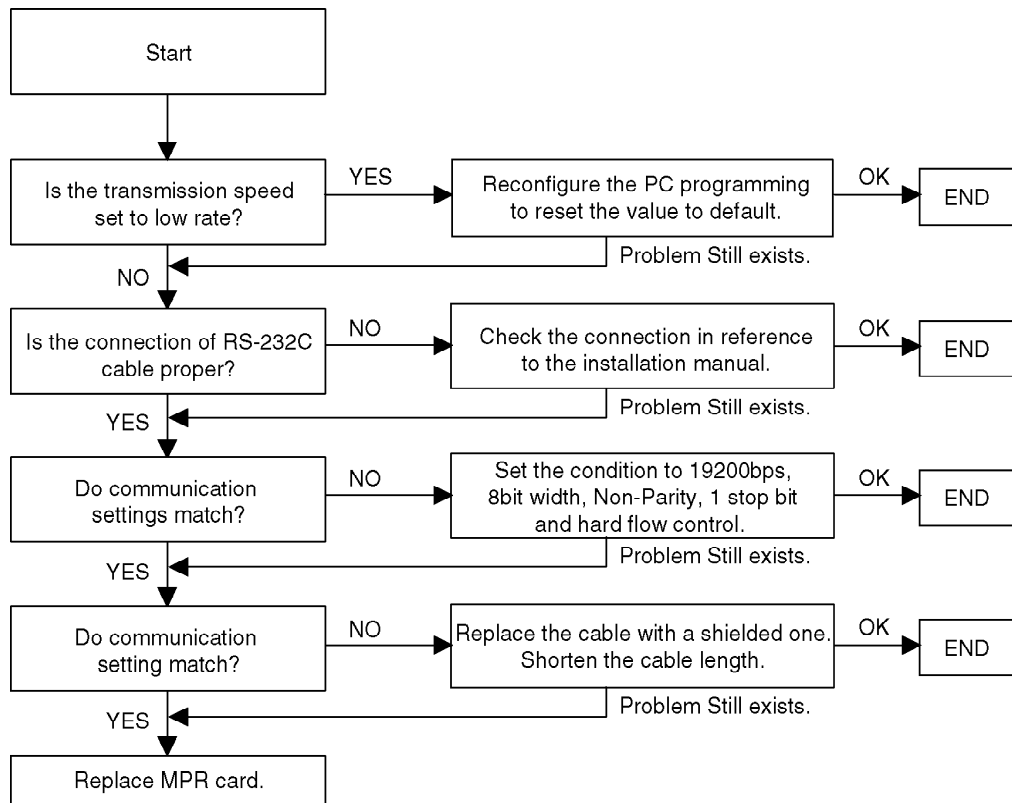 Start
Is the transmission speed
set to low rate?
YES
Reconfigure the PC programming
to reset the value to default.
OK
END
Problem Still exists.
NO
Is the connection of RS-232C
cable proper?
NO
Check the connection in reference
to the installation manual.
OK
END
Problem Still exists.
YES
Do communication
settings match?
NO
Set the condition to 19200bps,
8bit width, Non-Parity, 1 stop bit
and hard flow control.
OK
END
Problem Still exists.
YES
Do communication
setting match?
NO
Replace the cable with a shielded one.
Shorten the cable length.
OK
END
Problem Still exists.
YES
Replace MPR card.